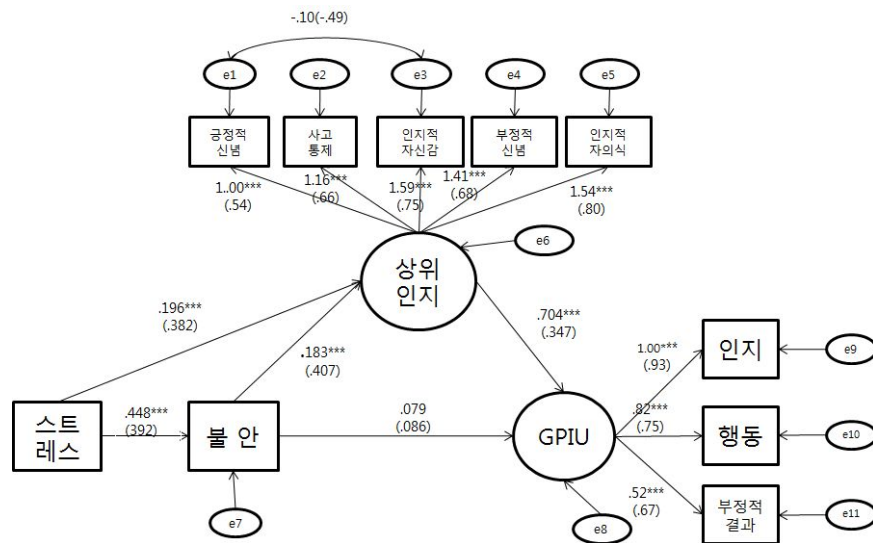 -.10(-.49)
e1
e2
e3
e4
e5
긍정적
신념
사고
통제
인지적
자신감
부정적
신념
인지적
자의식
1..00***
(.54)
1.16***
(.66)
1.59***
(.75)
1.41***
(.68)
1.54***
(.80)
e6
상위
인지
.196***
(.382)
.183***
(.407)
.704***
(.347)
1.00***
(.93)
인지
e9
스트
레스
.448***
(392)
불 안
.079
(.086)
GPIU
.82***
(.75)
행동
e10
.52***
(.67)
부정적
결과
e11
e7
e8